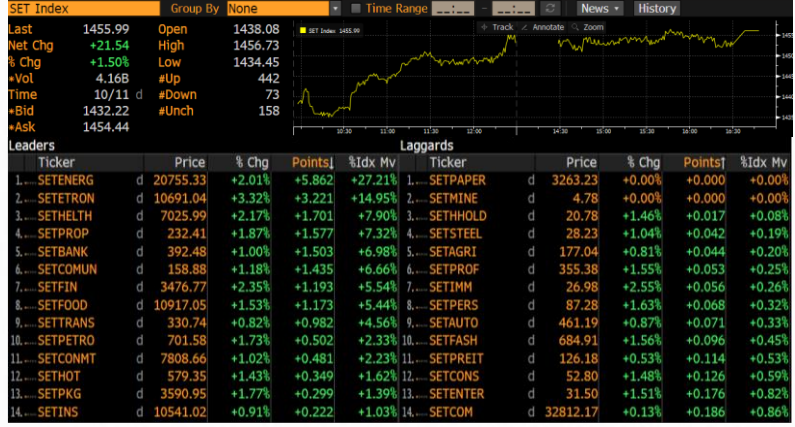 SET Index Group By None Time Range --:-- - --:-- News History
Last 1455.99 Open 1438.08
Net Chg +21.54 High 1456.73
% Chg +1.50% Low 1434.45
*Vol 4.16B #Up 442
Time 10/11 d #Down 73
*Bid 1432.22 #Unch 158
*Ask 1454.44
SET Index 1455.99
Track Annotate Zoom
1455
1450
1445
1440
1435
10:30 11:00 11:30 12:00 14:30 15:00 15:30 16:00 16:30
Leaders Laggards
Ticker Price % Chg Points↓ %Idx Mv Ticker Price % Chg Points↑ %Idx Mv
1. SETENERG d 20755.33 +2.01% +5.862 +27.21% 1. SETPAPER d 3263.23 +0.00% +0.000 +0.00%
2. SETETRON d 10691.04 +3.32% +3.221 +14.95% 2. SETMINE d 4.78 +0.00% +0.000 +0.00%
3. SETHELTH d 7025.99 +2.17% +1.701 +7.90% 3. SETHHOLD d 20.78 +1.46% +0.017 +0.08%
4. SETPROP d 232.41 +1.87% +1.577 +7.32% 4. SETSTEEL d 28.23 +1.04% +0.042 +0.19%
5. SETBANK d 392.48 +1.00% +1.503 +6.98% 5. SETAGRI d 177.04 +0.81% +0.044 +0.20%
6. SETCOMUN d 158.88 +1.18% +1.435 +6.66% 6. SETPROF d 355.38 +1.55% +0.053 +0.25%
7. SETFIN d 3476.77 +2.35% +1.193 +5.54% 7. SETIMM d 26.98 +2.55% +0.056 +0.26%
8. SETFOOD d 10917.05 +1.53% +1.173 +5.44% 8. SETPERS d 87.28 +1.63% +0.068 +0.32%
9. SETTRANS d 330.74 +0.82% +0.982 +4.56% 9. SETAUTO d 461.19 +0.87% +0.071 +0.33%
10. SETPETRO d 701.58 +1.73% +0.502 +2.33% 10. SETFASH d 684.91 +1.56% +0.096 +0.45%
11. SETCONMT d 7808.66 +1.02% +0.481 +2.23% 11. SETPREIT d 126.18 +0.53% +0.114 +0.53%
12. SETHOT d 579.35 +1.43% +0.349 +1.62% 12. SETCONS d 52.80 +1.48% +0.126 +0.59%
13. SETPKG d 3590.95 +1.77% +0.299 +1.39% 13. SETENTER d 31.50 +1.51% +0.176 +0.82%
14. SETINS d 10541.02 +0.91% +0.222 +1.03% 14. SETCOM d 32812.17 +0.13% +0.186 +0.86%